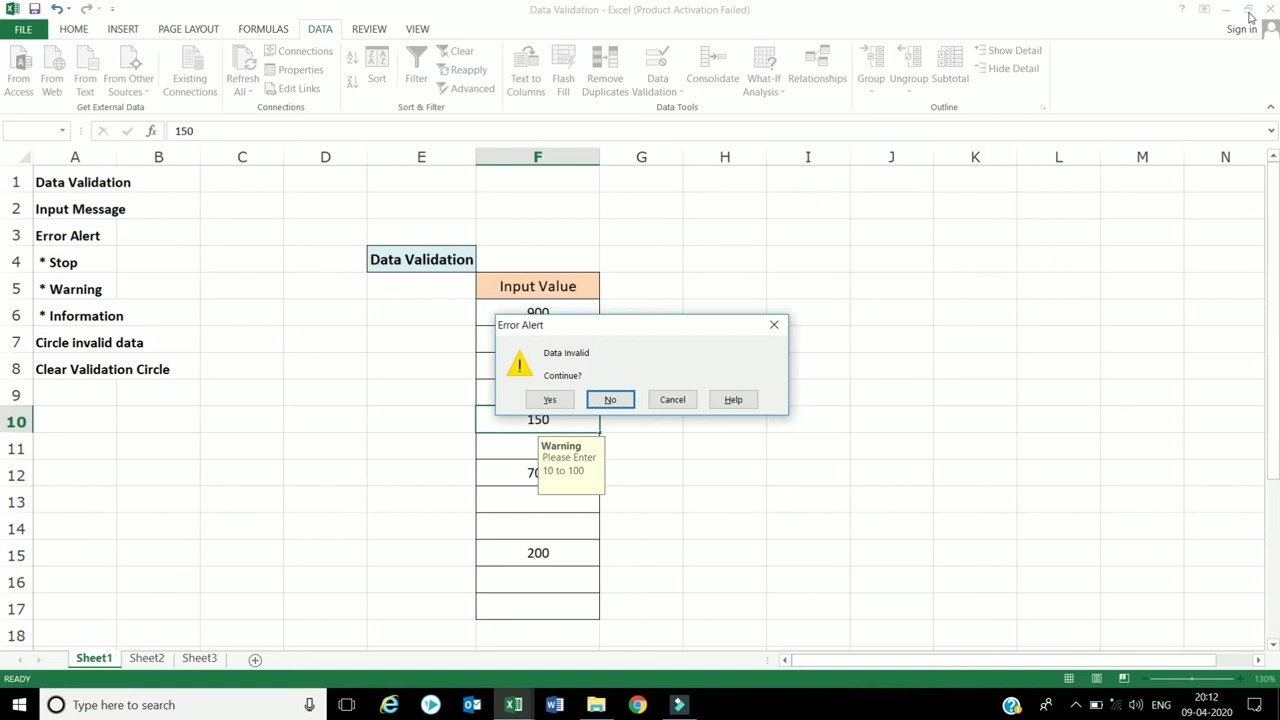 Data Validation - Excel (Product Activation Failed)
?
FILE HOME INSERT PAGE LAYOUT FORMULAS DATA REVIEW VIEW
Sign in
From Access
From Web
From Text
From Other Sources
Existing Connections
Refresh All
Connections
Properties
Edit Links
Sort
Filter
Clear
Reapply
Advanced
Text to Columns
Flash Fill
Remove Duplicates
Data Validation
Consolidate
What-If Analysis
Relationships
Group
Ungroup
Subtotal
Show Detail
Hide Detail
Get External Data
Connections
Sort & Filter
Data Tools
Outline
fx 150
A B C D E F G H I J K L M N
1 Data Validation
2 Input Message
3 Error Alert
4 * Stop Data Validation
5 * Warning Input Value
6 * Information 900
7 Circle invalid data
8 Clear Validation Circle
9
10 150
11
12
13
14
15 200
16
17
18
Error Alert
Data Invalid
Continue?
Yes No Cancel Help
Warning
Please Enter
10 to 100
Sheet1 Sheet2 Sheet3
READY
130%
Type here to search
ENG
20:12
09-04-2020